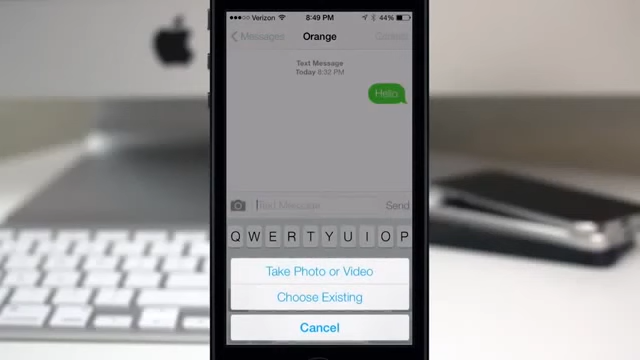 Verizon 8:49 PM 44%
Messages Orange Contact
Text Message
Today 8:32 PM
Hello
Text Message Send
Q W E R T Y U I O P
Take Photo or Video
Choose Existing
Cancel